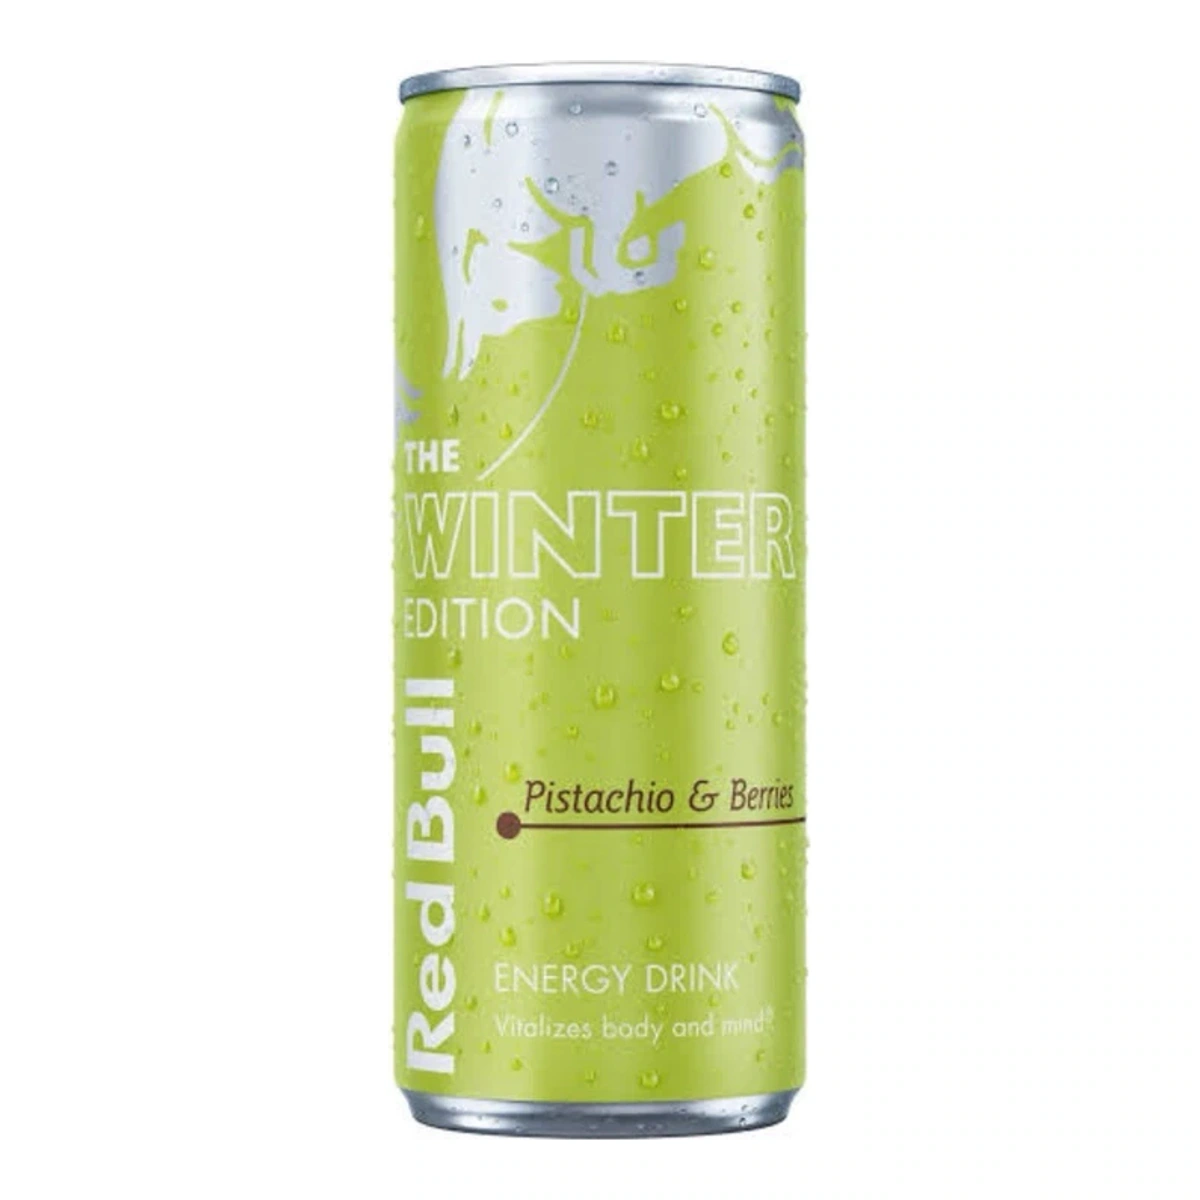 THE
WINTER
EDITION
Red Bull
Pistachio & Berries
ENERGY DRINK
Vitalizes body and mind®